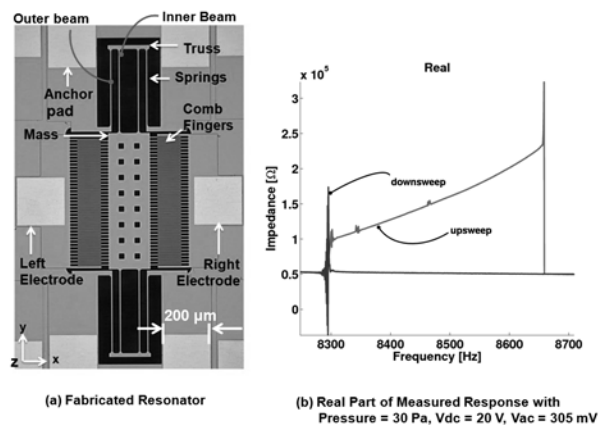 Outer beam
Inner Beam
Truss
Springs
Anchor
pad
Comb
Fingers
Mass
Left
Electrode
Right
Electrode
200 µm
y
z
x
(a) Fabricated Resonator
x 10⁵
Real
3
2.5
2
1.5
1
0.5
0
Impedance [Ω]
downsweep
upsweep
8300
8400
8500
8600
8700
Frequency [Hz]
(b) Real Part of Measured Response with
Pressure = 30 Pa, Vdc = 20 V, Vac = 305 mV